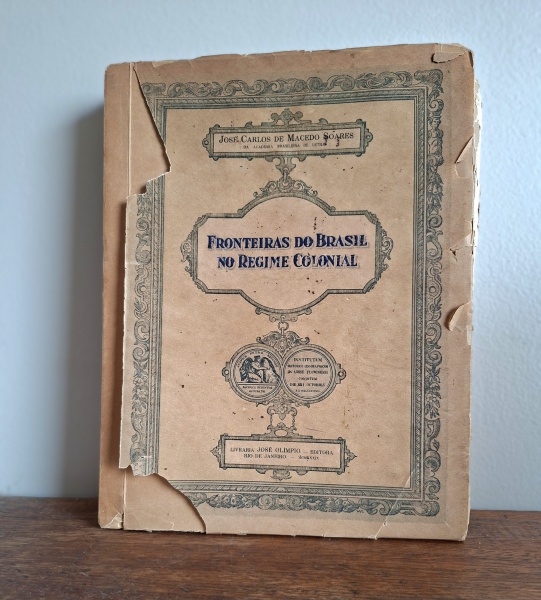 JOSÉ CARLOS DE MACEDO SOARES
DA ACADEMIA BRASILEIRA DE LETRAS
FRONTEIRAS DO BRASIL
NO REGIME COLONIAL
INSTITUTUM
LIVRARIA JOSÉ OLIMPIO — EDITORA
RIO DE JANEIRO —